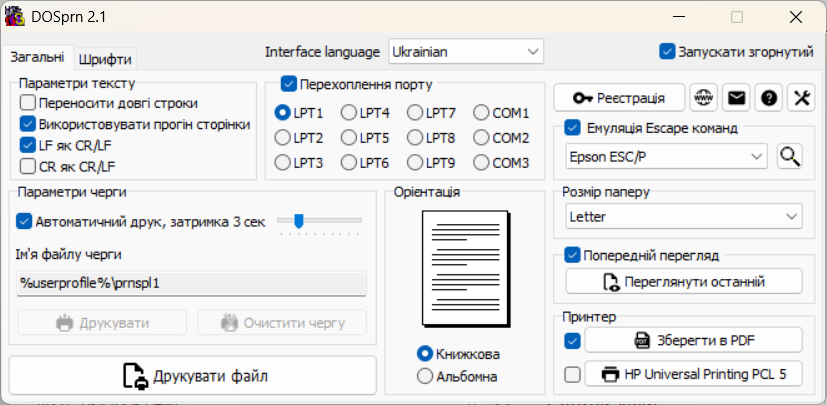 DOSprn 2.1
Загальні
Шрифти
Interface language
Ukrainian
Запускати згорнутий
Параметри тексту
Переносити довгі строки
Використовувати прогін сторінки
LF як CR/LF
CR як CR/LF
Перехоплення порту
LPT1 LPT4 LPT7 COM1
LPT2 LPT5 LPT8 COM2
LPT3 LPT6 LPT9 COM3
Реєстрація
www
Емуляція Escape команд
Epson ESC/P
Параметри черги
Автоматичний друк, затримка 3 сек
Ім'я файлу черги
%userprofile%\prnspl1
Друкувати
Очистити чергу
Друкувати файл
Орієнтація
Книжкова
Альбомна
Розмір паперу
Letter
Попередній перегляд
Переглянути останній
Принтер
PDF
Зберегти в PDF
HP Universal Printing PCL 5